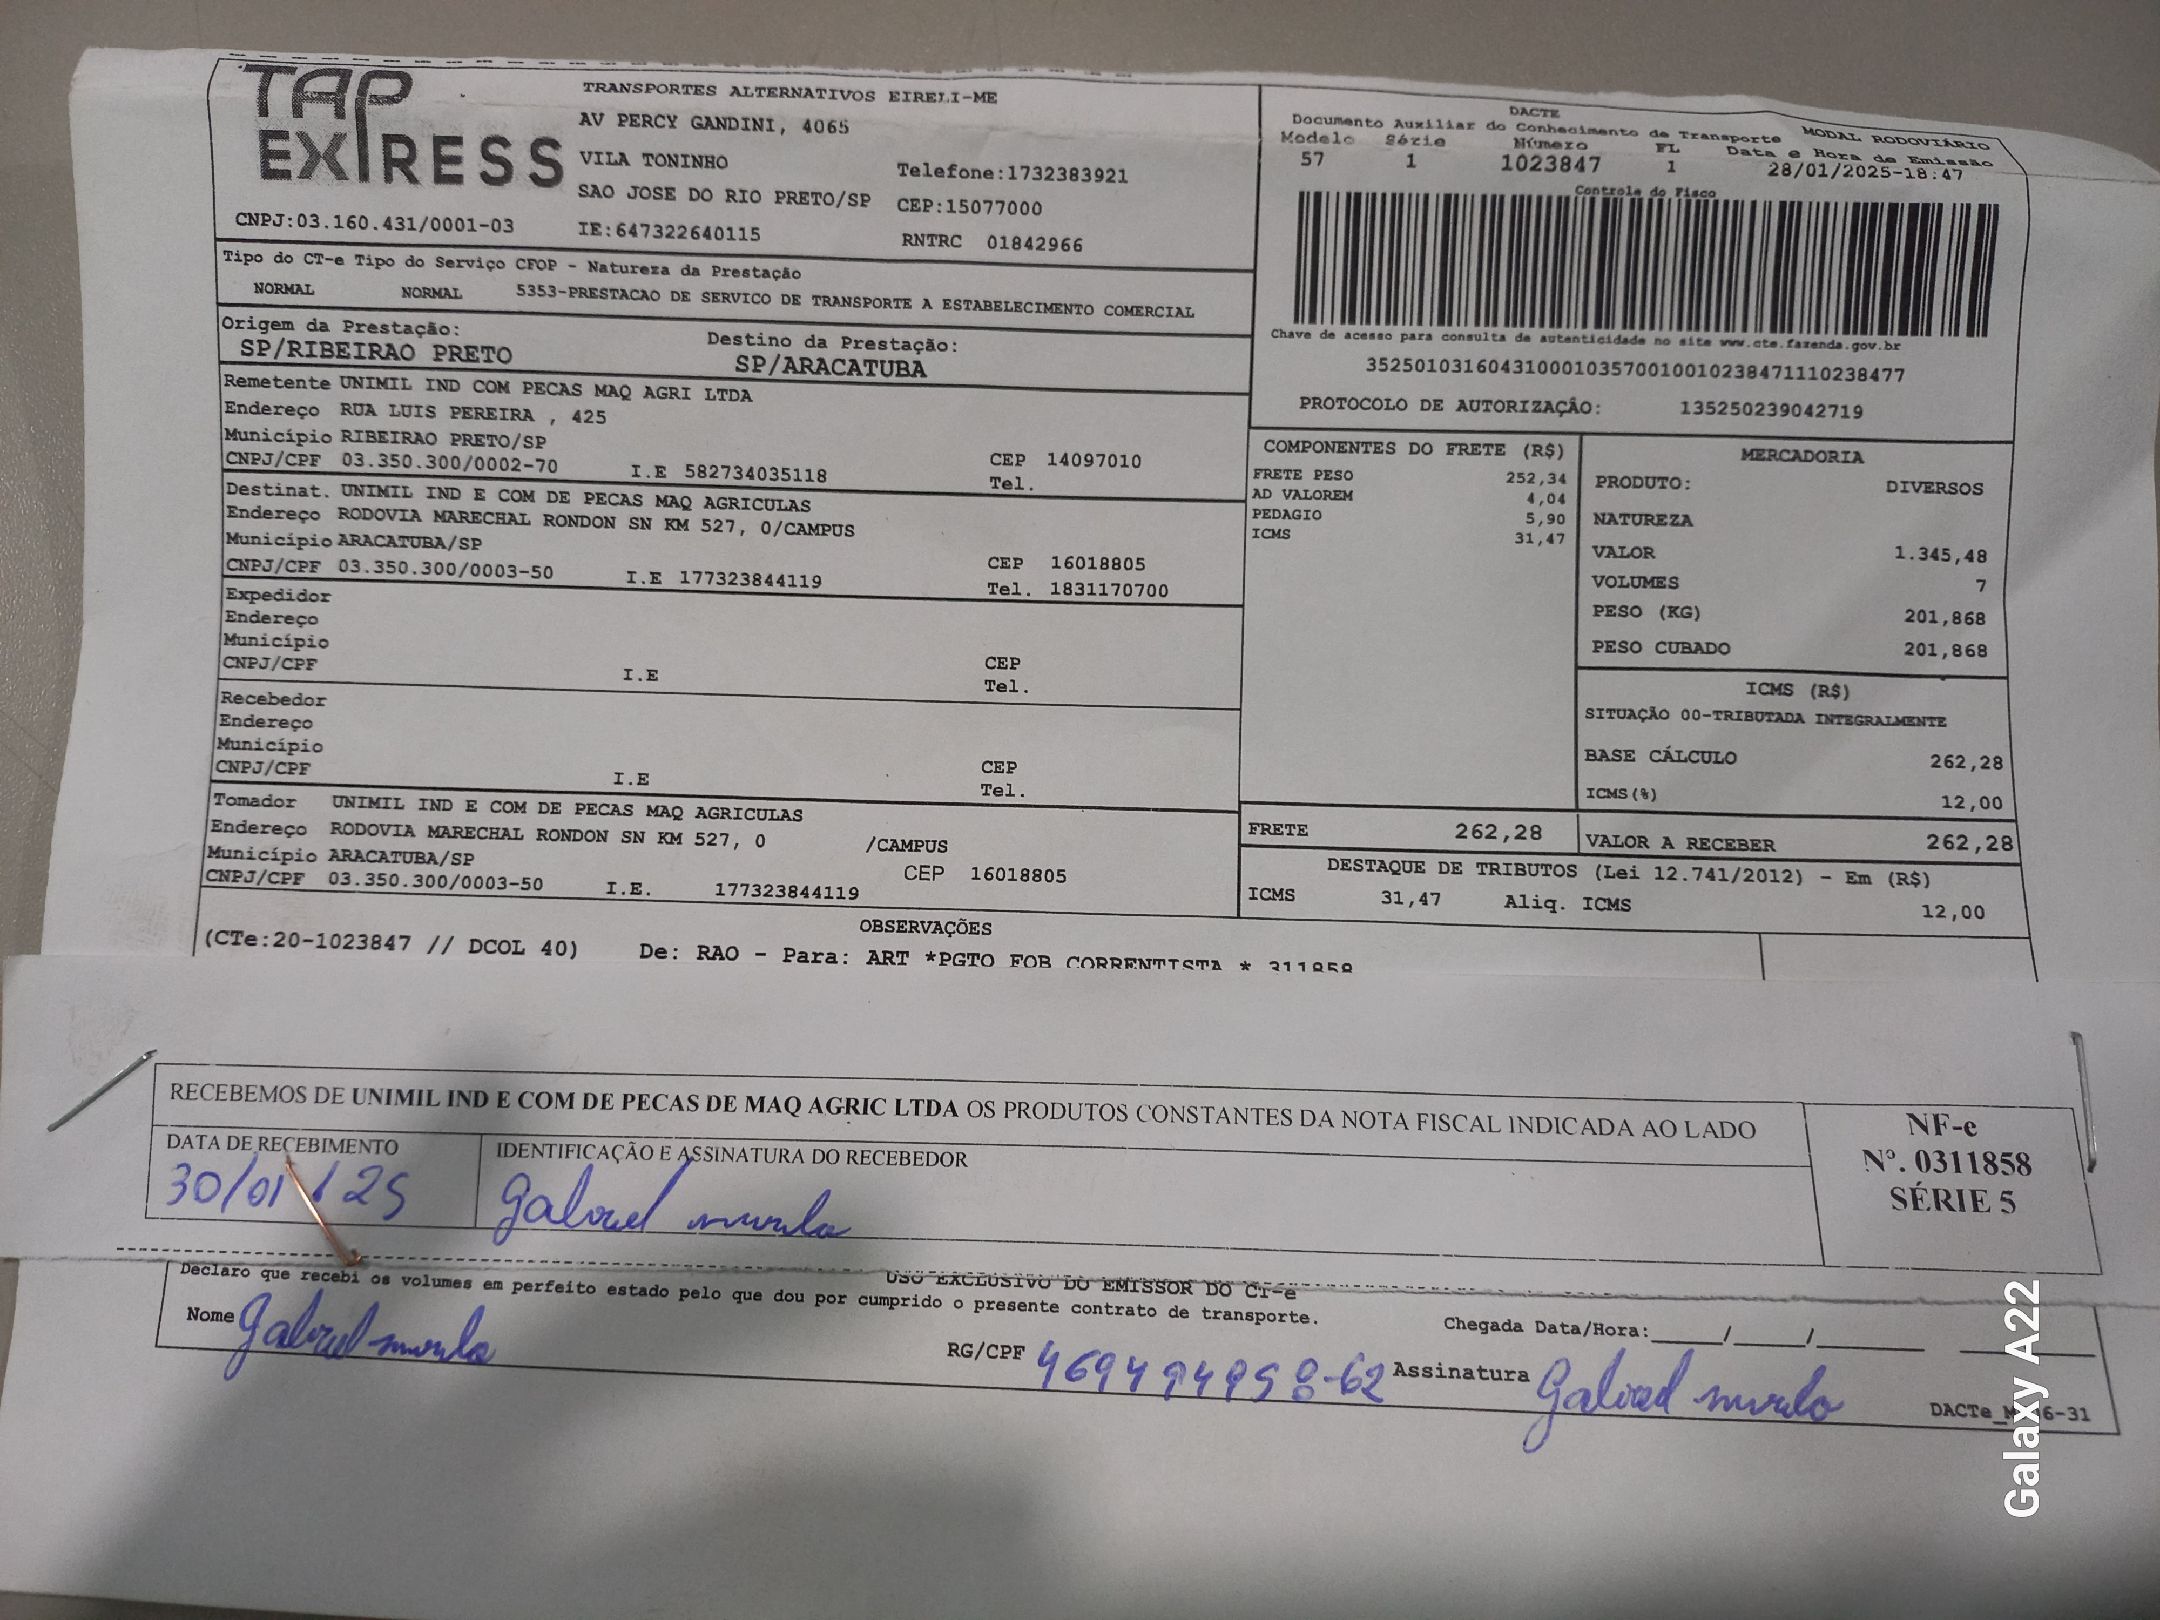 TAP EXPRESS
TRANSPORTES ALTERNATIVOS EIRELI-ME
AV PERCY GANDINI, 4065
VILA TONINHO
Telefone:1732383921
SAO JOSE DO RIO PRETO/SP CEP:15077000
CNPJ:03.160.431/0001-03 IE:647322640115 RNTRC 01842966
DACTE
Documento Auxiliar do Conhecimento de Transporte MODAL RODOVIÁRIO
Modelo Série Número FL Data e Hora de Emissão
57 1 1023847 1 28/01/2025-18:47
Controle do Fisco
Chave de acesso para consulta de autenticidade no site www.cte.fazenda.gov.br
35250103160431000103570010010238471110238477
PROTOCOLO DE AUTORIZAÇÃO: 135250239042719
Tipo do CT-e Tipo do Serviço CFOP - Natureza da Prestação
NORMAL NORMAL 5353-PRESTACAO DE SERVICO DE TRANSPORTE A ESTABELECIMENTO COMERCIAL
Origem da Prestação: Destino da Prestação:
SP/RIBEIRAO PRETO SP/ARACATUBA
Remetente UNIMIL IND COM PECAS MAQ AGRI LTDA
Endereço RUA LUIS PEREIRA , 425
Município RIBEIRAO PRETO/SP CEP 14097010
CNPJ/CPF 03.350.300/0002-70 I.E 582734035118 Tel.
Destinat. UNIMIL IND E COM DE PECAS MAQ AGRICULAS
Endereço RODOVIA MARECHAL RONDON SN KM 527, 0/CAMPUS
Município ARACATUBA/SP CEP 16018805
CNPJ/CPF 03.350.300/0003-50 I.E 177323844119 Tel. 1831170700
Expedidor
Endereço
Município CEP
CNPJ/CPF I.E Tel.
Recebedor
Endereço
Município CEP
CNPJ/CPF I.E Tel.
Tomador UNIMIL IND E COM DE PECAS MAQ AGRICULAS
Endereço RODOVIA MARECHAL RONDON SN KM 527, 0 /CAMPUS
Município ARACATUBA/SP CEP 16018805
CNPJ/CPF 03.350.300/0003-50 I.E. 177323844119
COMPONENTES DO FRETE (R$)
FRETE PESO 252,34
AD VALOREM 4,04
PEDAGIO 5,90
ICMS 31,47
MERCADORIA
PRODUTO: DIVERSOS
NATUREZA
VALOR 1.345,48
VOLUMES 7
PESO (KG) 201,868
PESO CUBADO 201,868
ICMS (R$)
SITUAÇÃO 00-TRIBUTADA INTEGRALMENTE
BASE CÁLCULO 262,28
ICMS(%) 12,00
FRETE 262,28 VALOR A RECEBER 262,28
DESTAQUE DE TRIBUTOS (Lei 12.741/2012) - Em (R$)
ICMS 31,47 Aliq. ICMS 12,00
OBSERVAÇÕES
(CTe:20-1023847 // DCOL 40) De: RAO - Para: ART *PGTO FOB CORRENTISTA * 311858
RECEBEMOS DE UNIMIL IND E COM DE PECAS DE MAQ AGRIC LTDA OS PRODUTOS CONSTANTES DA NOTA FISCAL INDICADA AO LADO
DATA DE RECEBIMENTO IDENTIFICAÇÃO E ASSINATURA DO RECEBEDOR
30/01/25 Gabriel murilo
NF-e
Nº. 0311858
SÉRIE 5
USO EXCLUSIVO DO EMISSOR DO CT-e
Declaro que recebi os volumes em perfeito estado pelo que dou por cumprido o presente contrato de transporte.
Nome Gabriel murilo
Chegada Data/Hora:_____/_____/_______
RG/CPF Assinatura Gabriel murilo
Galaxy A22